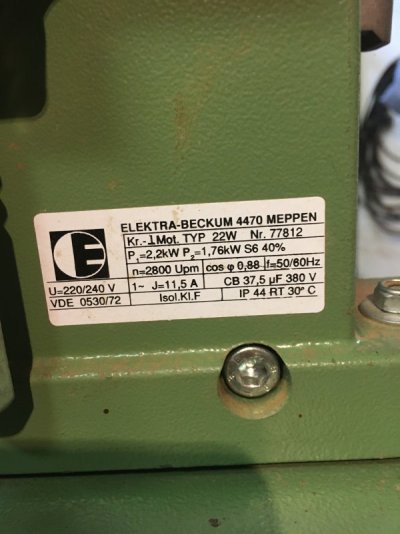 ELEKTRA-BECKUM 4470 MEPPEN
Kr.-⊥Mot. TYP 22W Nr. 77812
P₁=2,2kW P₂=1,76kW S6 40%
n=2800 Upm cos φ 0,88 f=50/60Hz
U=220/240 V 1~ J=11,5 A CB 37,5 µF 380 V
VDE 0530/72 Isol.Kl.F IP 44 RT 30° C